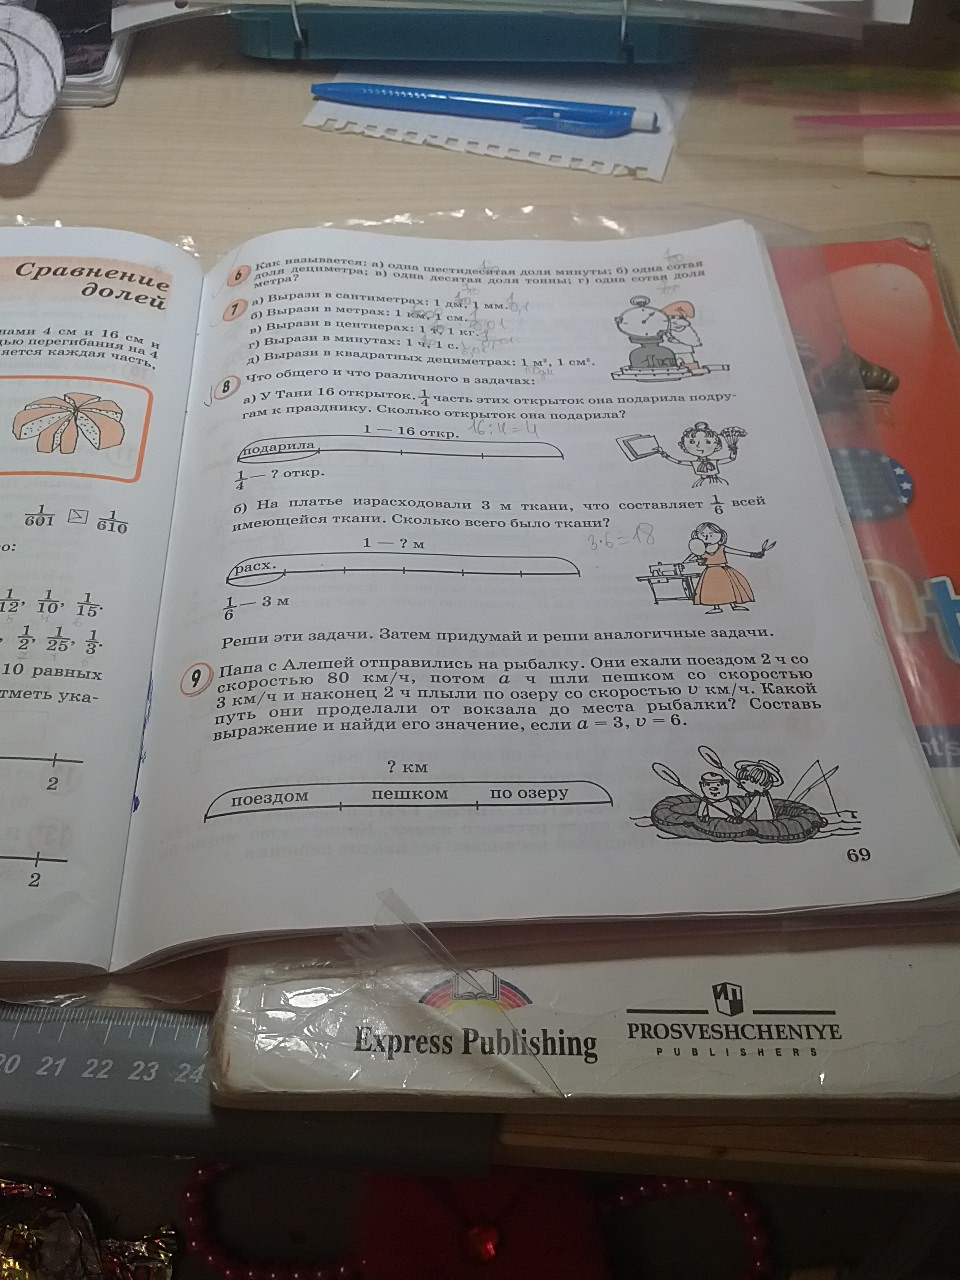 Сравнение
долей
нами 4 см и 16 см и
дью перегибания на 4
яется каждая часть,
1/601 > 1/610
о:
1/12, 1/10, 1/15.
, 1/2, 1/25, 1/3.
10 равных
тметь ука-
2
2
6 Как называется: а) одна шестидесятая доля минуты; б) одна сотая
доля дециметра; в) одна десятая доля тонны; г) одна сотая доля
метра?
7 а) Вырази в сантиметрах: 1 дм, 1 мм.
б) Вырази в метрах: 1 км, 1 см.
в) Вырази в центнерах: 1 т, 1 кг.
г) Вырази в минутах: 1 ч, 1 с.
д) Вырази в квадратных дециметрах: 1 м², 1 см².
8 Что общего и что различного в задачах:
а) У Тани 16 открыток. 1/4 часть этих открыток она подарила подру-
гам к празднику. Сколько открыток она подарила?
1 — 16 откр. 16:4=4
подарила
1/4 — ? откр.
б) На платье израсходовали 3 м ткани, что составляет 1/6 всей
имеющейся ткани. Сколько всего было ткани?
1 — ? м 3·6=18
расх.
1/6 — 3 м
Реши эти задачи. Затем придумай и реши аналогичные задачи.
9 Папа с Алешей отправились на рыбалку. Они ехали поездом 2 ч со
скоростью 80 км/ч, потом a ч шли пешком со скоростью
3 км/ч и наконец 2 ч плыли по озеру со скоростью v км/ч. Какой
путь они проделали от вокзала до места рыбалки? Составь
выражение и найди его значение, если a = 3, v = 6.
? км
поездом пешком по озеру
69
Express Publishing
PROSVESHCHENIYE
PUBLISHERS
20 21 22 23 24